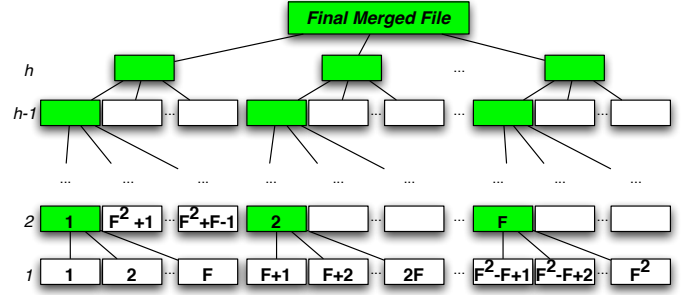 Final Merged File
h ...
h-1 ... ... ... ...
... ... ... ... ... ...
2 1 F² +1 ... F²+F-1 2 ... ... F ...
1 1 2 ... F F+1 F+2 ... 2F ... F²-F+1 F²-F+2 ... F²